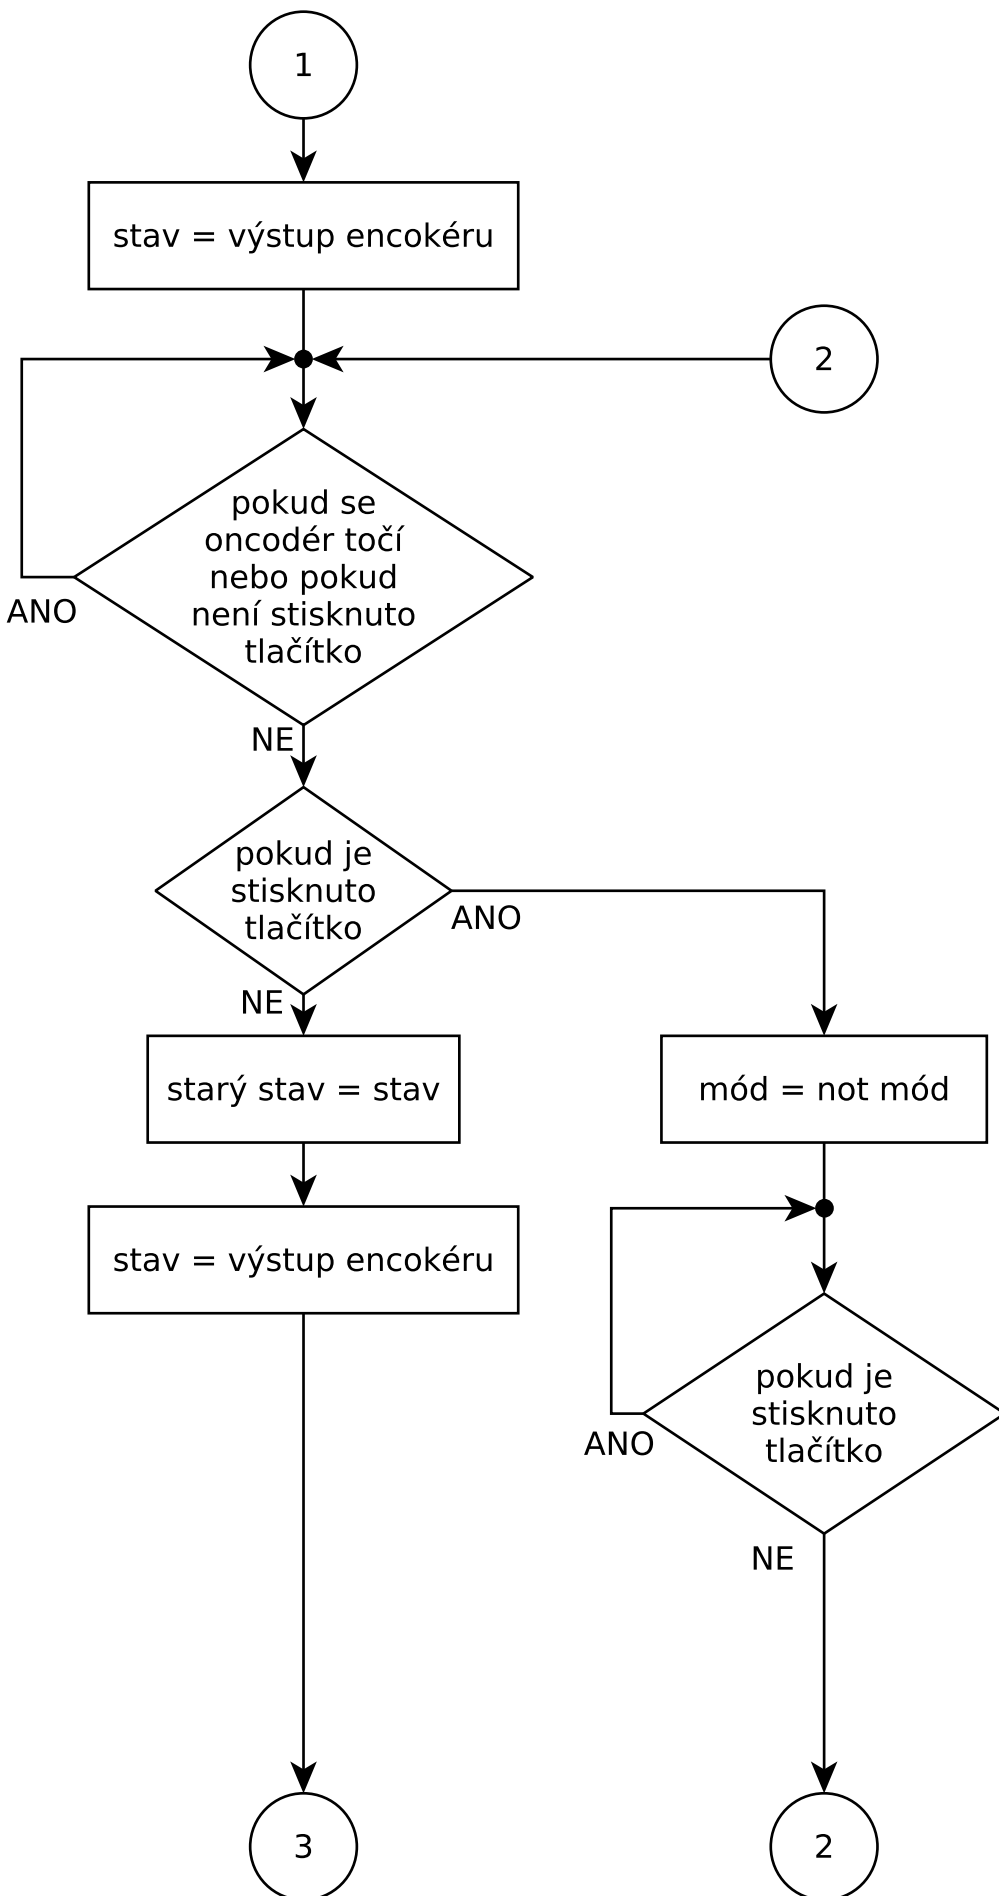 1
stav = výstup encokéru
2
pokud se
oncodér točí
nebo pokud
není stisknuto
tlačítko
ANO
NE
pokud je
stisknuto
tlačítko
ANO
NE
starý stav = stav
mód = not mód
stav = výstup encokéru
pokud je
stisknuto
tlačítko
ANO
NE
3
2